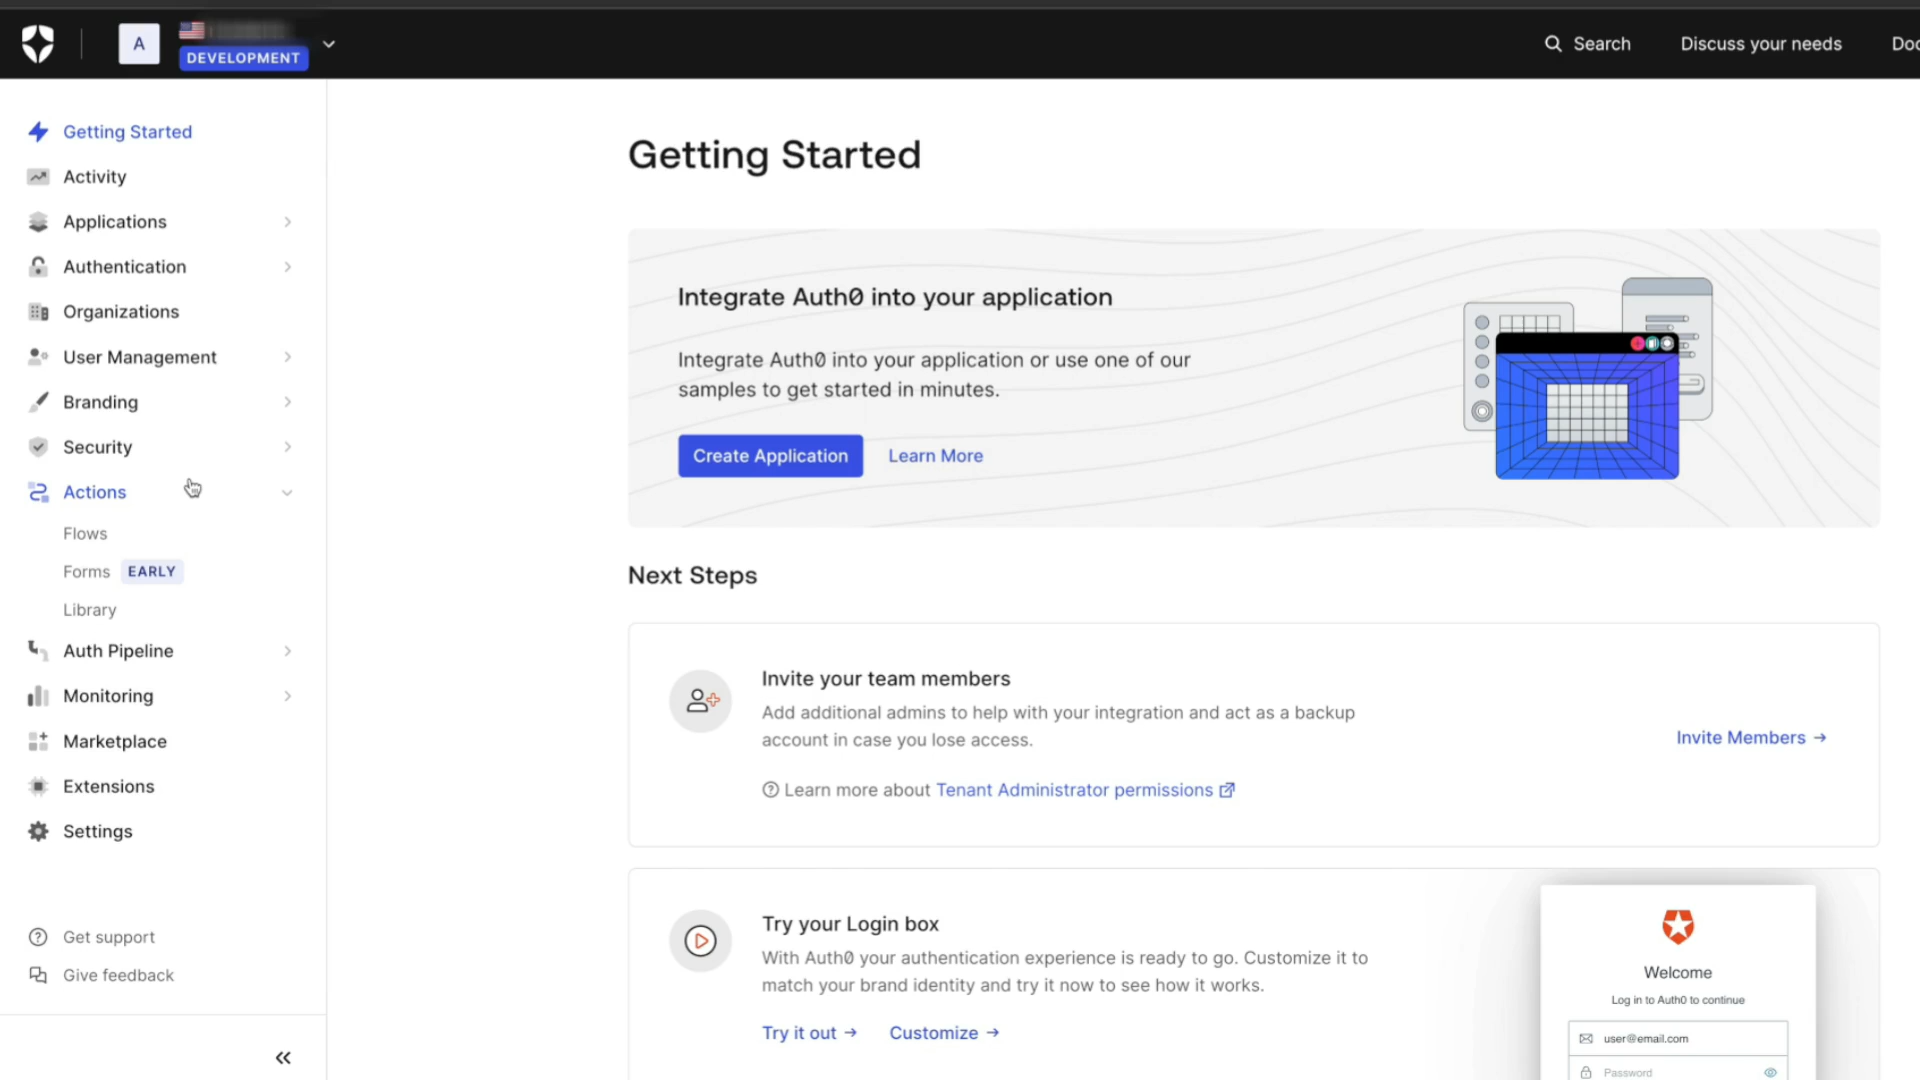 A
DEVELOPMENT
Search
Discuss your needs
Getting Started
Activity
Applications
Authentication
Organizations
User Management
Branding
Security
Actions
Flows
Forms EARLY
Library
Auth Pipeline
Monitoring
Marketplace
Extensions
Settings
Get support
Give feedback
Getting Started
Integrate Auth0 into your application
Integrate Auth0 into your application or use one of our
samples to get started in minutes.
Create Application
Learn More
Next Steps
Invite your team members
Add additional admins to help with your integration and act as a backup
account in case you lose access.
Invite Members →
Learn more about Tenant Administrator permissions
Try your Login box
With Auth0 your authentication experience is ready to go. Customize it to
match your brand identity and try it now to see how it works.
Try it out →
Customize →
Welcome
Log in to Auth0 to continue
user@email.com
Password